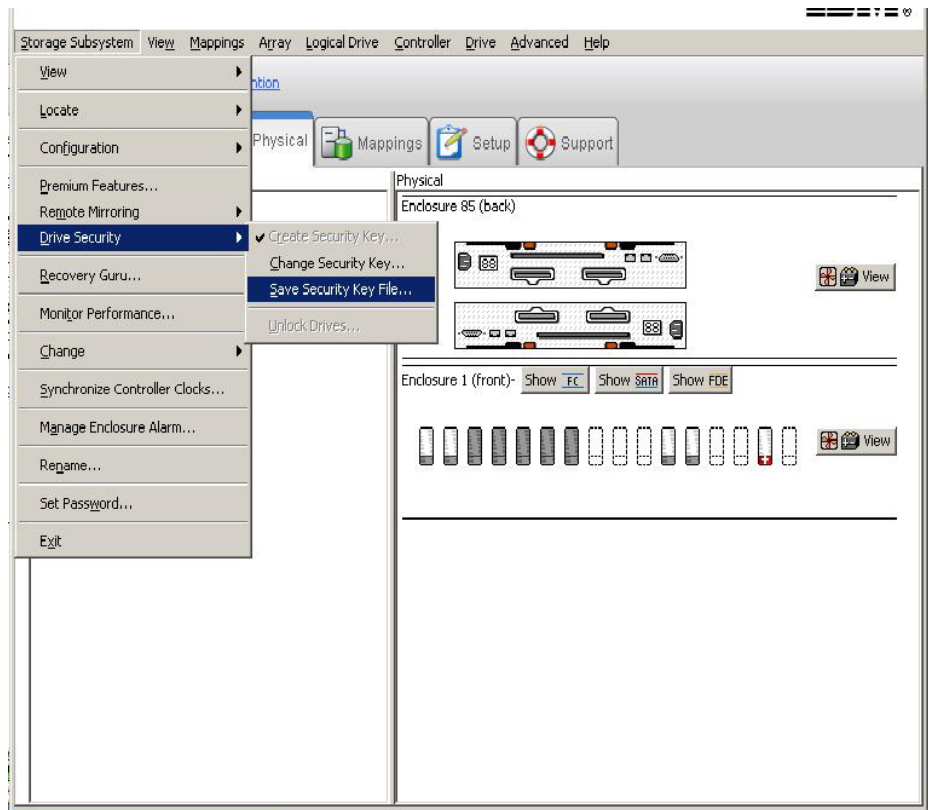 Storage Subsystem View Mappings Array Logical Drive Controller Drive Advanced Help
View
ntion
Locate
Configuration
Physical Mappings Setup Support
Premium Features...
Remote Mirroring
Drive Security
Recovery Guru...
Monitor Performance...
Change
Synchronize Controller Clocks...
Manage Enclosure Alarm...
Rename...
Set Password...
Exit
Create Security Key...
Change Security Key...
Save Security Key File...
Unlock Drives...
Physical
Enclosure 85 (back)
88
View
88
Enclosure 1 (front)- Show FC Show SATA Show FDE
View